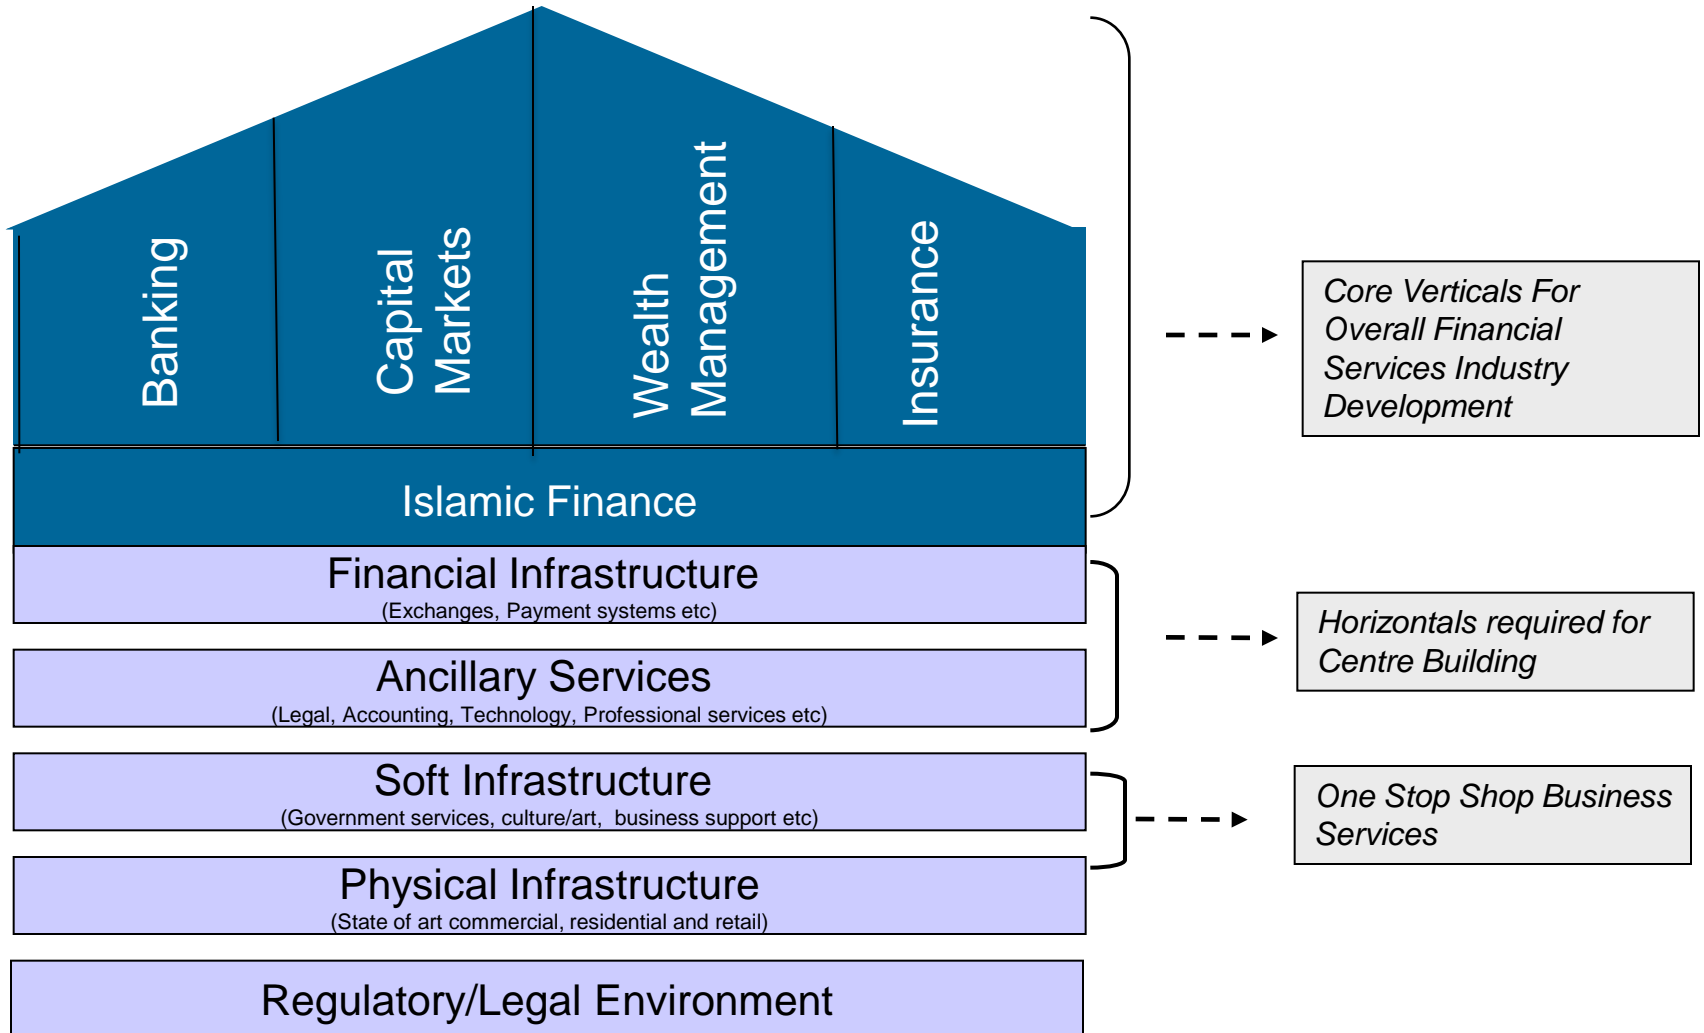 Banking
Capital
Markets
Wealth
Management
Insurance
Islamic Finance
Financial Infrastructure
(Exchanges, Payment systems etc)
Ancillary Services
(Legal, Accounting, Technology, Professional services etc)
Soft Infrastructure
(Government services, culture/art,  business support etc)
Physical Infrastructure
(State of art commercial, residential and retail)
Regulatory/Legal Environment
Core Verticals For
Overall Financial
Services Industry
Development
Horizontals required for
Centre Building
One Stop Shop Business
Services